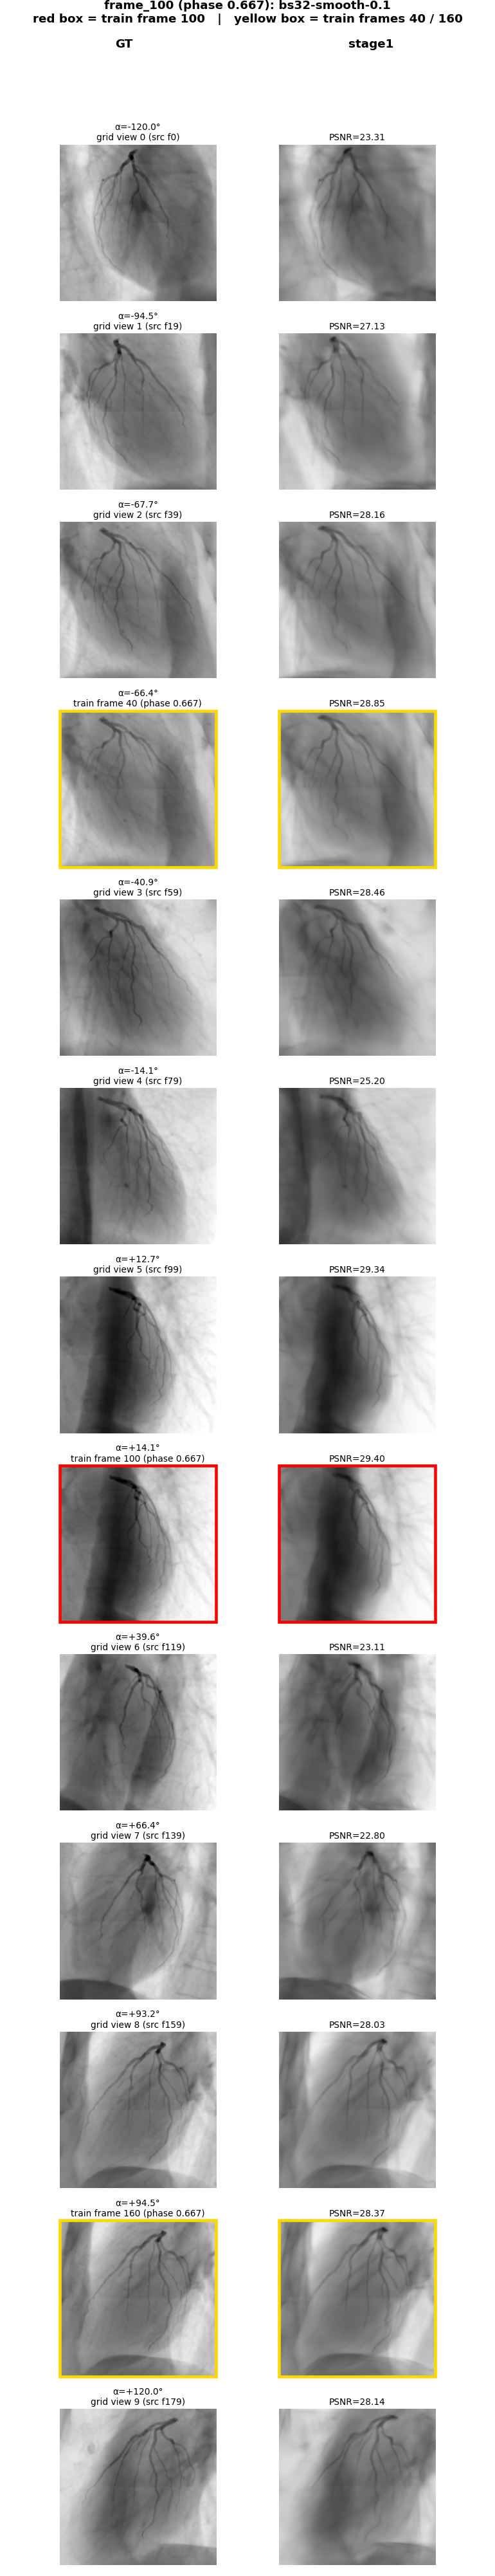 frame_100 (phase 0.667): bs32-smooth-0.1
red box = train frame 100   |   yellow box = train frames 40 / 160
GT
stage1
α=-120.0°
grid view 0 (src f0)
PSNR=23.31
α=-94.5°
grid view 1 (src f19)
PSNR=27.13
α=-67.7°
grid view 2 (src f39)
PSNR=28.16
α=-66.4°
train frame 40 (phase 0.667)
PSNR=28.85
α=-40.9°
grid view 3 (src f59)
PSNR=28.46
α=-14.1°
grid view 4 (src f79)
PSNR=25.20
α=+12.7°
grid view 5 (src f99)
PSNR=29.34
α=+14.1°
train frame 100 (phase 0.667)
PSNR=29.40
α=+39.6°
grid view 6 (src f119)
PSNR=23.11
α=+66.4°
grid view 7 (src f139)
PSNR=22.80
α=+93.2°
grid view 8 (src f159)
PSNR=28.03
α=+94.5°
train frame 160 (phase 0.667)
PSNR=28.37
α=+120.0°
grid view 9 (src f179)
PSNR=28.14